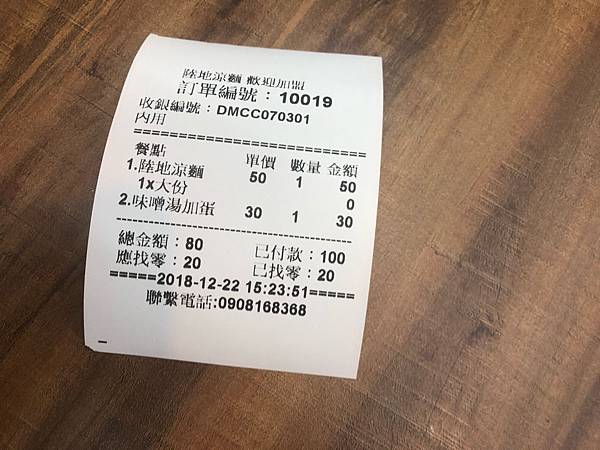 陸地涼麵 歡迎加盟
訂單編號：10019
收銀編號：DMCC070301
內用
============================
餐點 單價 數量 金額
1.陸地涼麵 50 1 50
1x大份 0
2.味噌湯加蛋 30 1 30
----------------------------------------
總金額：80 已付款：100
應找零：20 已找零：20
=====2018-12-22 15:23:51=====
聯繫電話:0908168368